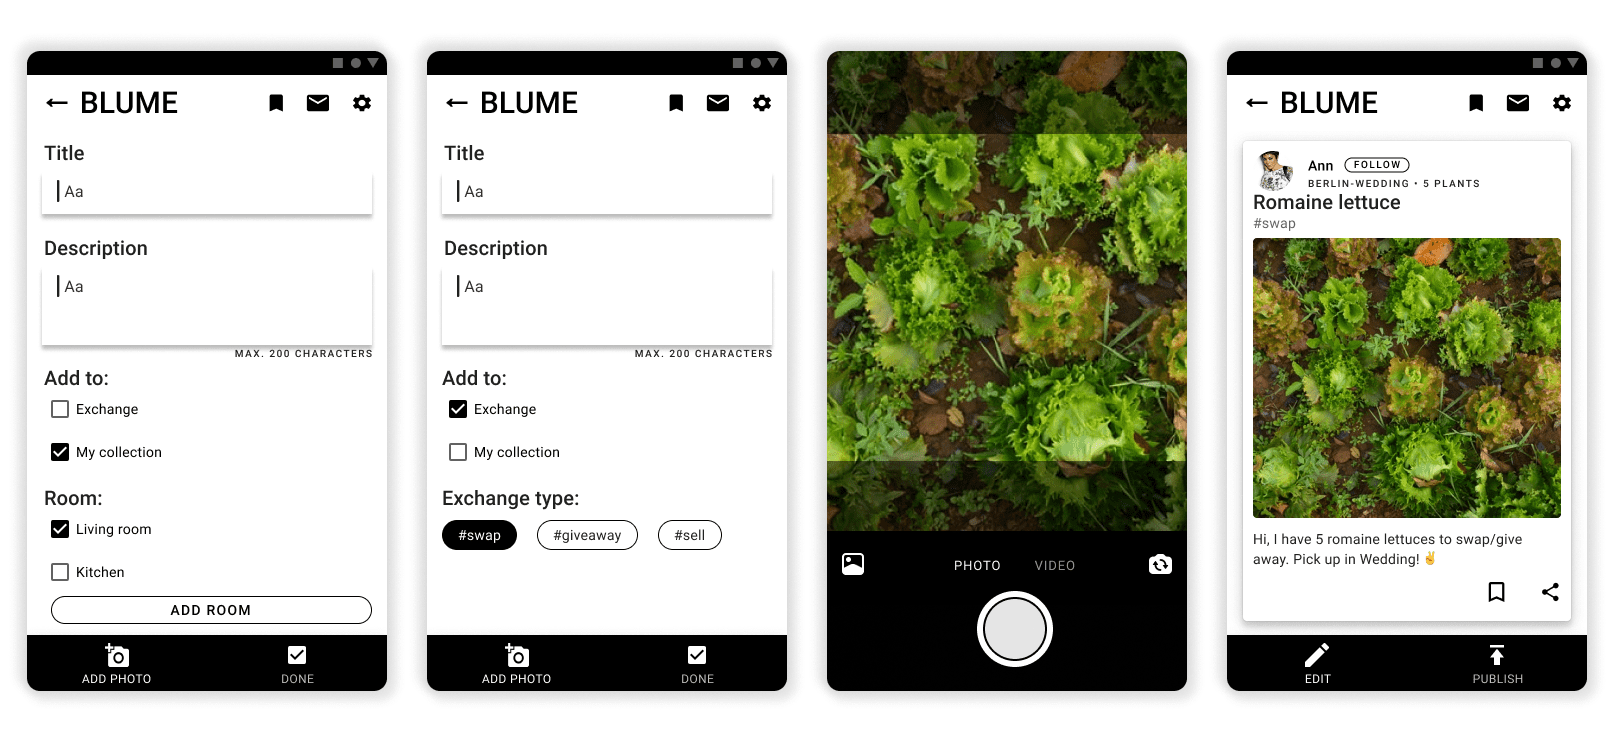 BLUME
Title
Aa
Description
Aa
MAX. 200 CHARACTERS
Add to:
Exchange
My collection
Room:
Living room
Kitchen
ADD ROOM
ADD PHOTO
DONE
BLUME
Title
Aa
Description
Aa
MAX. 200 CHARACTERS
Add to:
Exchange
My collection
Exchange type:
#swap #giveaway #sell
ADD PHOTO
DONE
PHOTO VIDEO
BLUME
Ann FOLLOW
BERLIN-WEDDING • 5 PLANTS
Romaine lettuce
#swap
Hi, I have 5 romaine lettuces to swap/give
away. Pick up in Wedding! ✌️
EDIT
PUBLISH